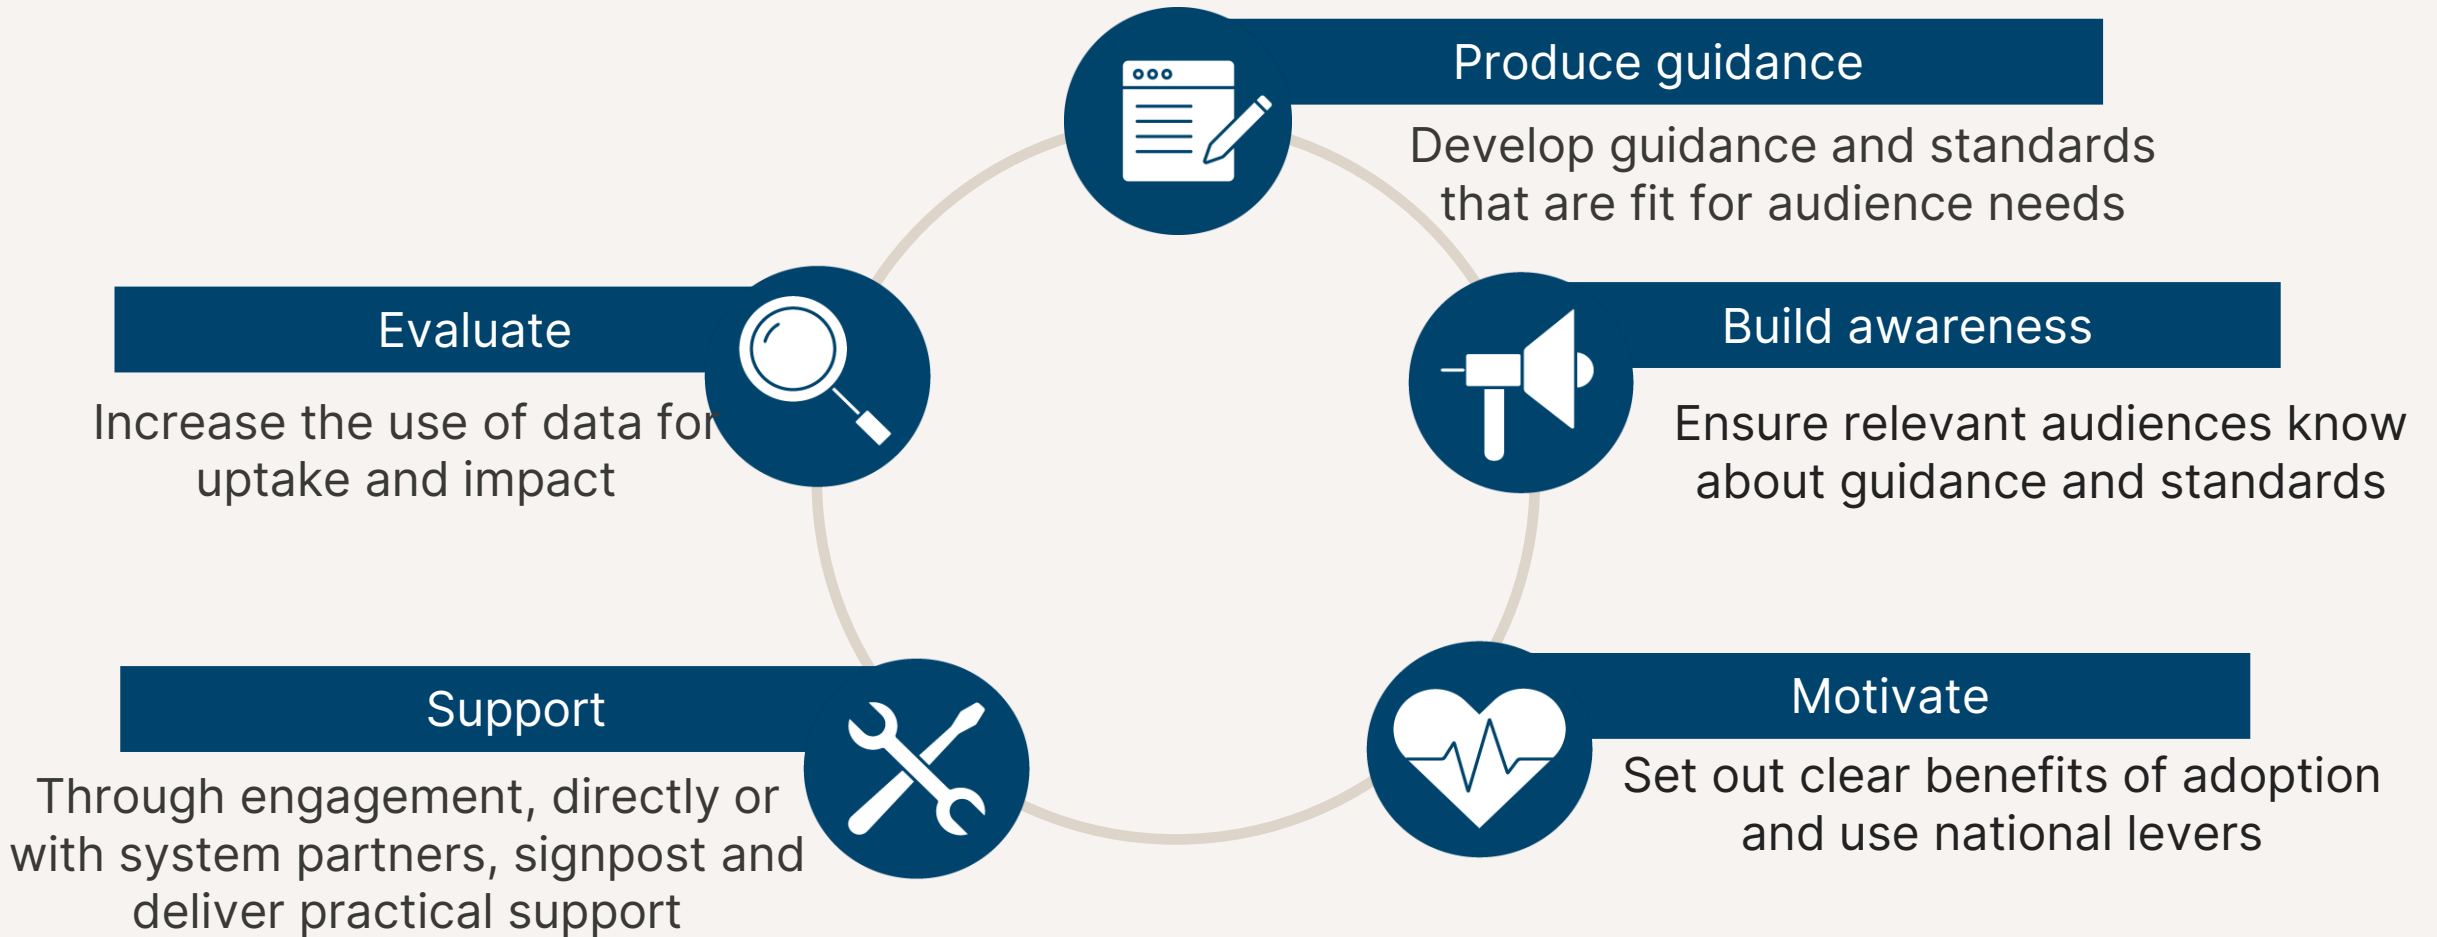 Produce guidance
Develop guidance and standards
that are fit for audience needs
Build awareness
Ensure relevant audiences know
about guidance and standards
Motivate
Set out clear benefits of adoption
and use national levers
Support
Through engagement, directly or
with system partners, signpost and
deliver practical support
Evaluate
Increase the use of data for
uptake and impact